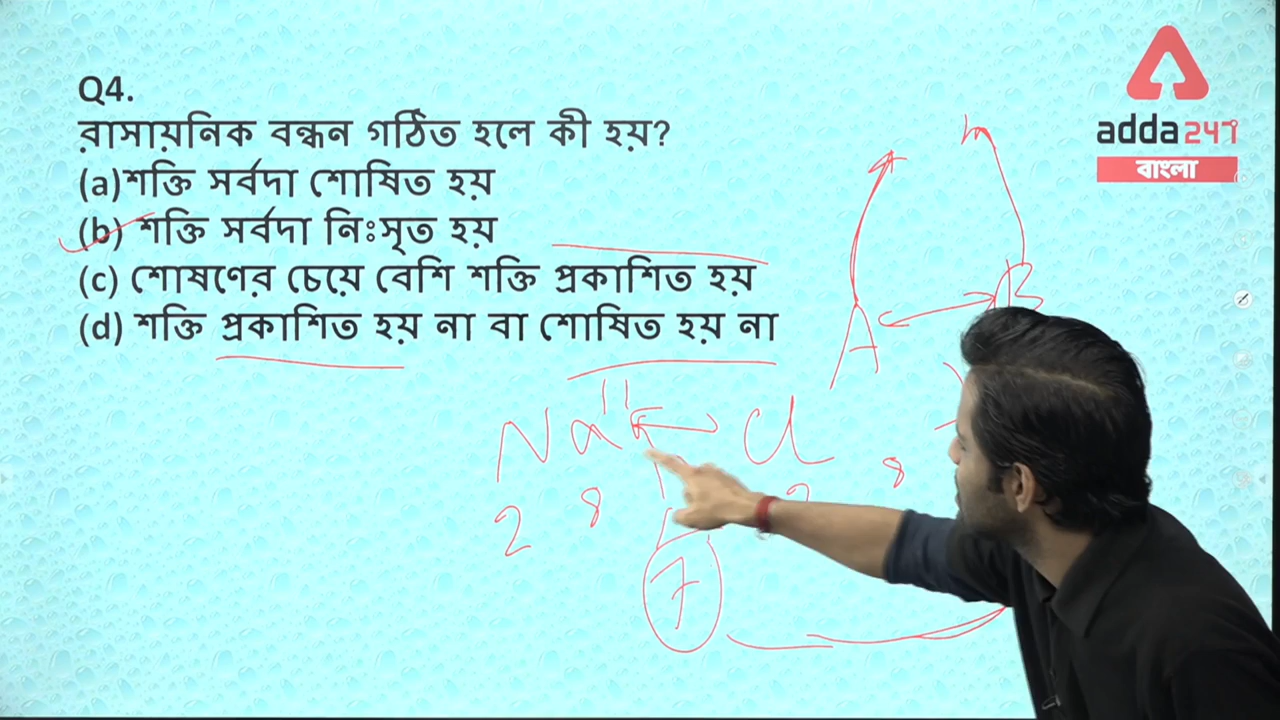 Q4.
রাসায়নিক বন্ধন গঠিত হলে কী হয়?
(a)শক্তি সর্বদা শোষিত হয়
(b) শক্তি সর্বদা নিঃসৃত হয়
(c) শোষণের চেয়ে বেশি শক্তি প্রকাশিত হয়
(d) শক্তি প্রকাশিত হয় না বা শোষিত হয় না
adda247
বাংলা
A B
Na 11 Cl
2 8
8
7